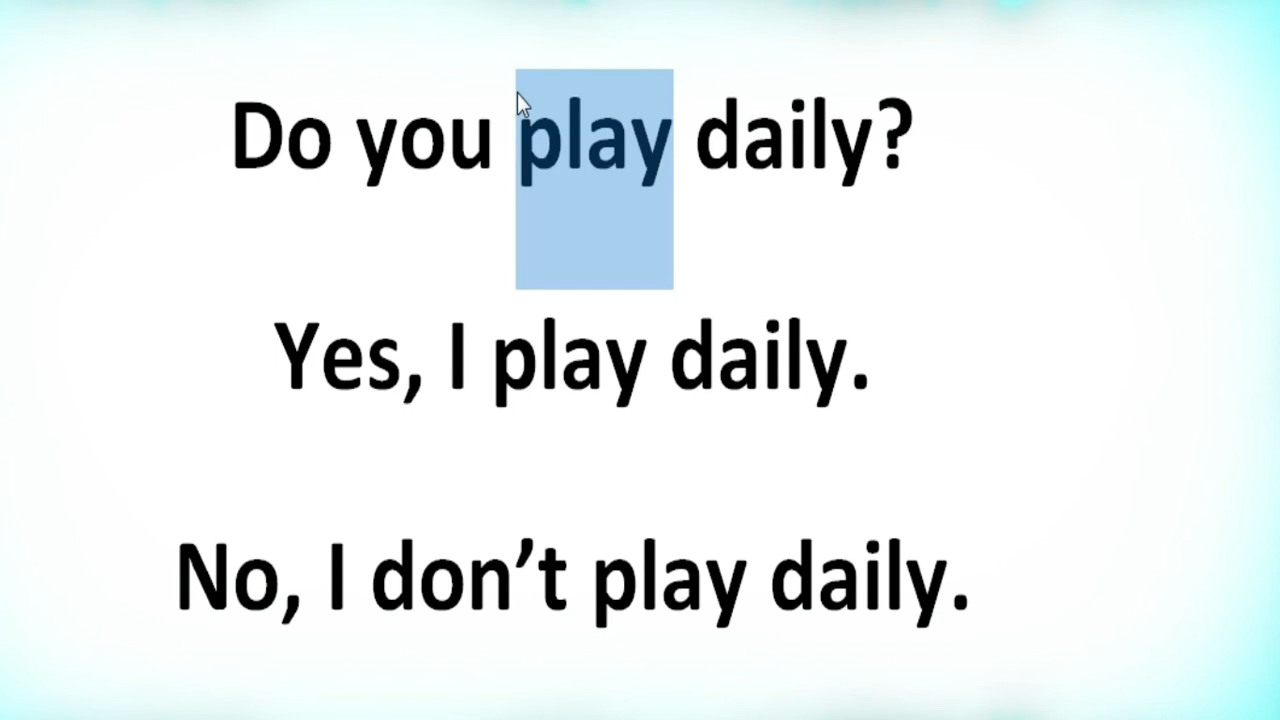 Do you play daily?
Yes, I play daily.
No, I don’t play daily.